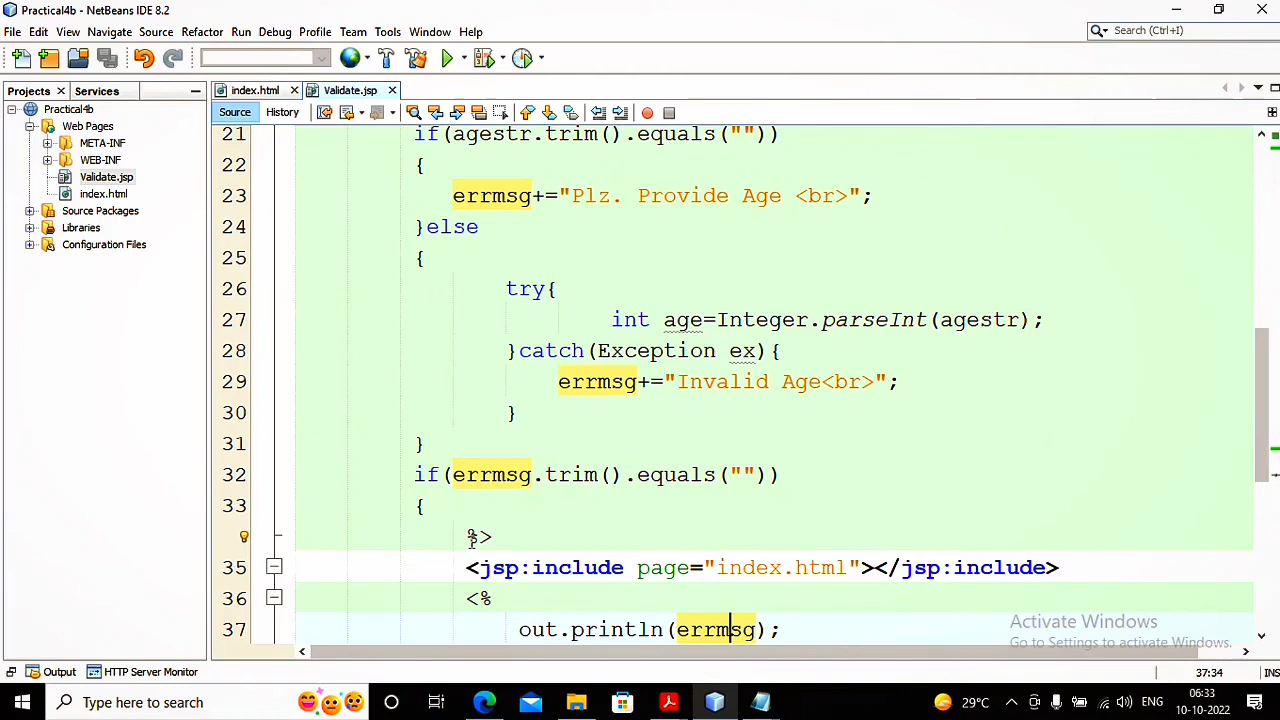 Practical4b - NetBeans IDE 8.2
File Edit View Navigate Source Refactor Run Debug Profile Team Tools Window Help
Search (Ctrl+I)
Projects Services
index.html Validate.jsp
Practical4b
Web Pages
META-INF
WEB-INF
Validate.jsp
index.html
Source Packages
Libraries
Configuration Files
Source History
21 if(agestr.trim().equals(""))
22 {
23 errmsg+="Plz. Provide Age <br>";
24 }else
25 {
26 try{
27 int age=Integer.parseInt(agestr);
28 }catch(Exception ex){
29 errmsg+="Invalid Age<br>";
30 }
31 }
32 if(errmsg.trim().equals(""))
33 {
%>
35 <jsp:include page="index.html"></jsp:include>
36 <%
37 out.println(errmsg);
Activate Windows
Go to Settings to activate Windows.
Output HTTP Server Monitor
37:34 INS
Type here to search
29°C
ENG
06:33
10-10-2022